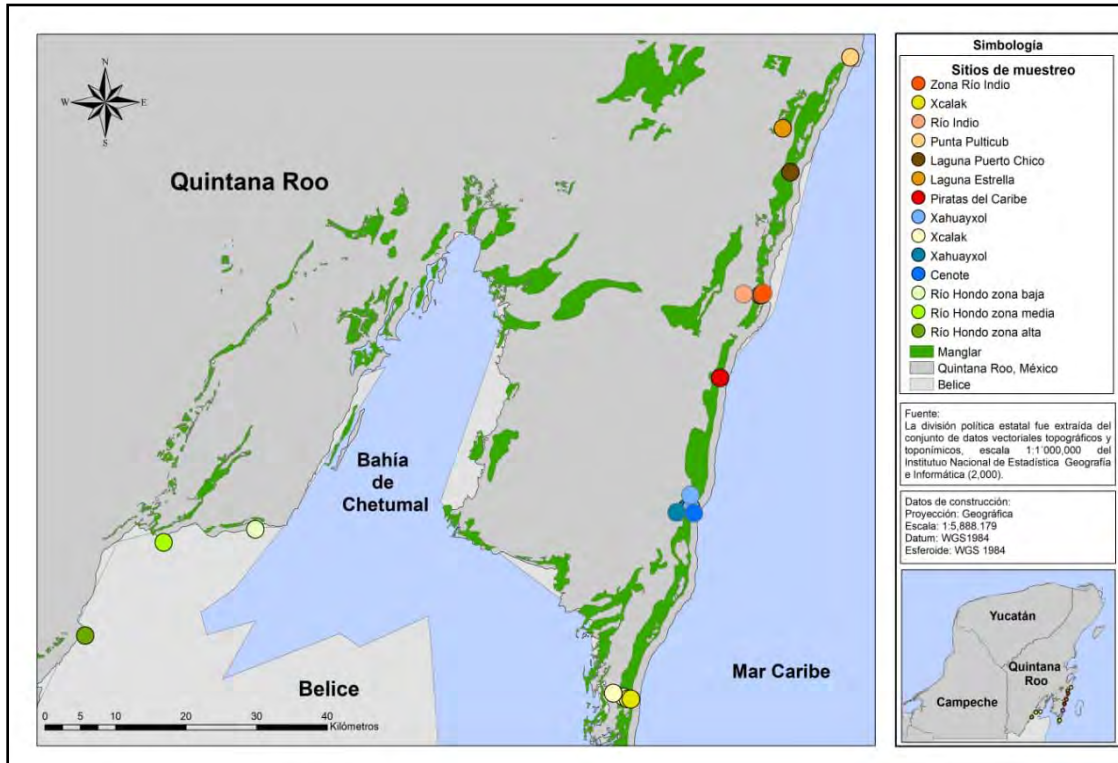 N
W E
S
Quintana Roo
Bahía
de
Chetumal
Mar Caribe
Belice
0 5 10 20 30 40
Kilómetros
Simbología
Sitios de muestreo
Zona Río Indio
Xcalak
Río Indio
Punta Pulticub
Laguna Puerto Chico
Laguna Estrella
Piratas del Caribe
Xahuayxol
Xcalak
Xahuayxol
Cenote
Río Hondo zona baja
Río Hondo zona media
Río Hondo zona alta
Manglar
Quintana Roo, México
Belice
Fuente:
La división política estatal fue extraída del
conjunto de datos vectoriales topográficos y
toponímicos, escala 1:1´000,000 del
Institutuo Nacional de Estadística Geografía
e Informática (2,000).
Datos de construcción:
Proyección: Geográfica
Escala: 1:5,888.179
Datum: WGS1984
Esferoide: WGS 1984
Yucatán
Quintana
Roo
Campeche